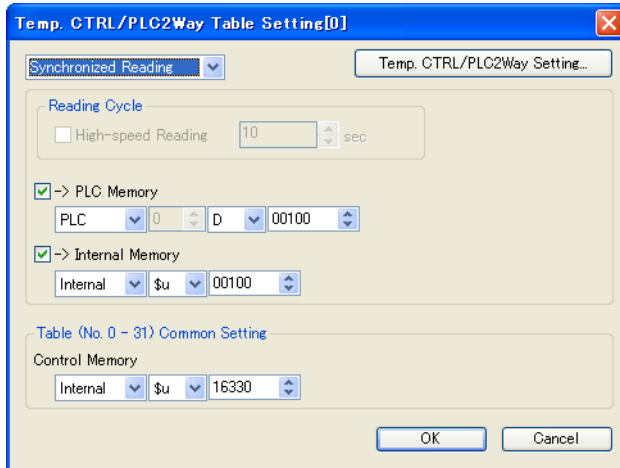 Temp. CTRL/PLC2Way Table Setting[0]
Synchronized Reading
Temp. CTRL/PLC2Way Setting...
Reading Cycle
High-speed Reading 10 sec
-> PLC Memory
PLC 0 D 00100
-> Internal Memory
Internal $u 00100
Table (No. 0 - 31) Common Setting
Control Memory
Internal $u 16330
OK Cancel